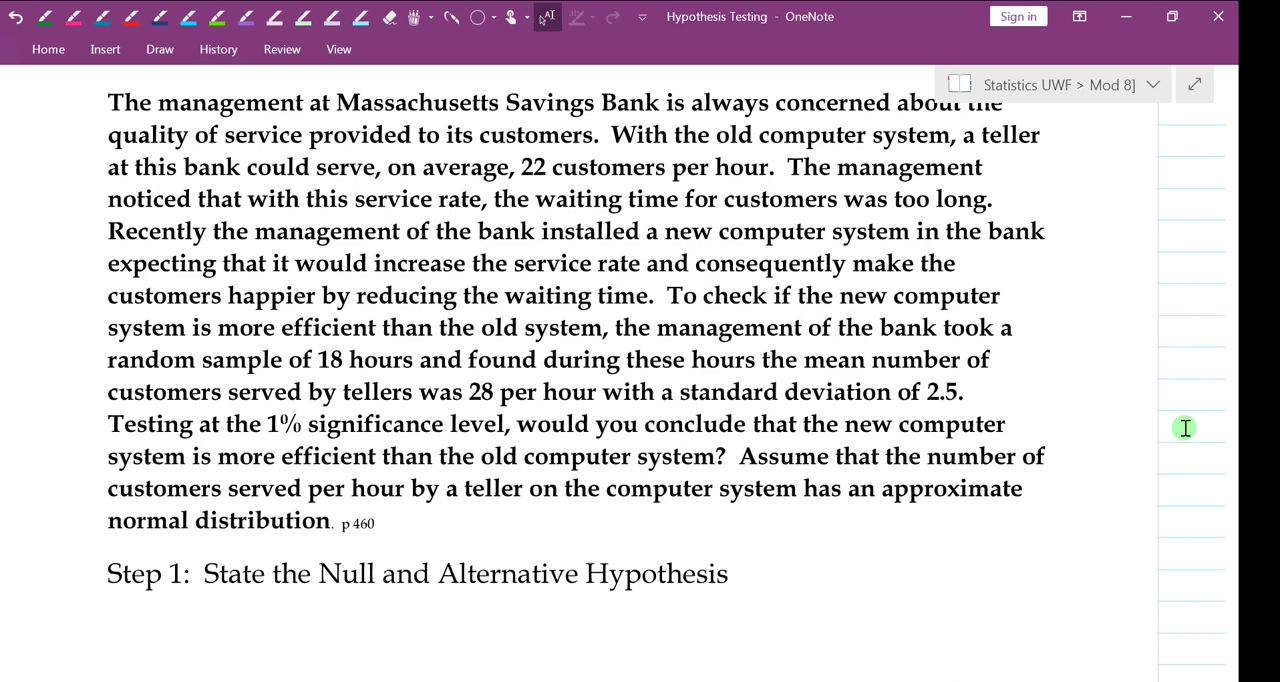 Hypothesis Testing - OneNote
Sign in
Home Insert Draw History Review View
Statistics UWF > Mod 8]
The management at Massachusetts Savings Bank is always concerned about the
quality of service provided to its customers. With the old computer system, a teller
at this bank could serve, on average, 22 customers per hour. The management
noticed that with this service rate, the waiting time for customers was too long.
Recently the management of the bank installed a new computer system in the bank
expecting that it would increase the service rate and consequently make the
customers happier by reducing the waiting time. To check if the new computer
system is more efficient than the old system, the management of the bank took a
random sample of 18 hours and found during these hours the mean number of
customers served by tellers was 28 per hour with a standard deviation of 2.5.
Testing at the 1% significance level, would you conclude that the new computer
system is more efficient than the old computer system? Assume that the number of
customers served per hour by a teller on the computer system has an approximate
normal distribution. p 460
Step 1: State the Null and Alternative Hypothesis